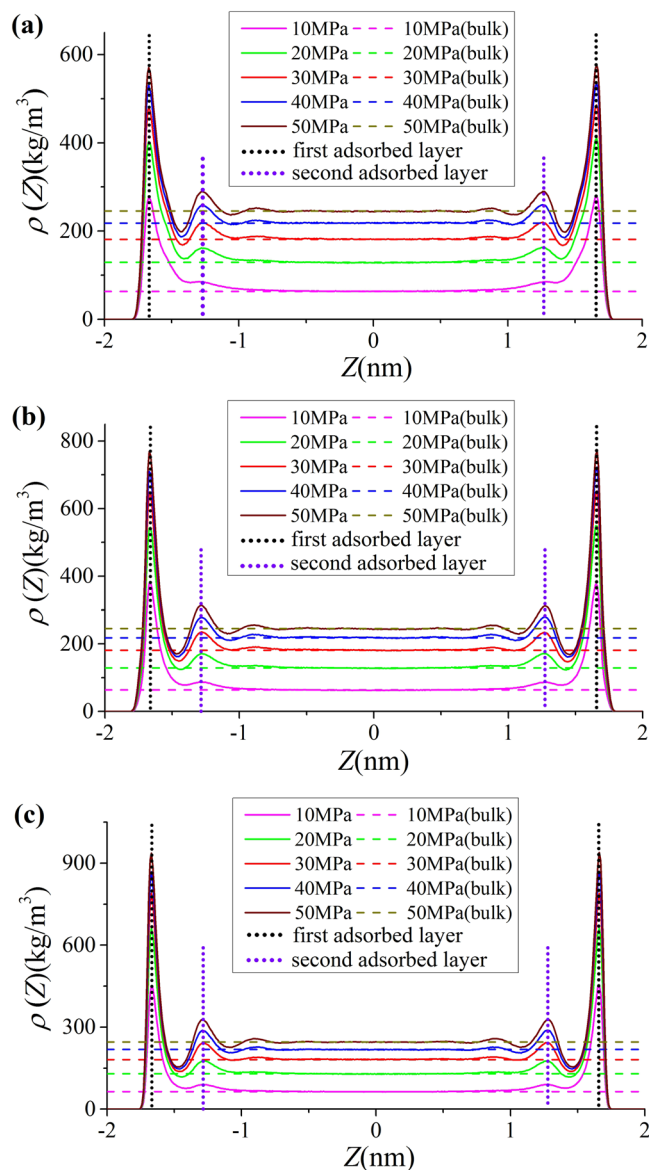 (a)
10MPa 10MPa(bulk)
20MPa 20MPa(bulk)
30MPa 30MPa(bulk)
40MPa 40MPa(bulk)
50MPa 50MPa(bulk)
first adsorbed layer
second adsorbed layer
600
400
200
0
ρ (Z)(kg/m³)
-2 -1 0 1 2
Z(nm)
(b)
10MPa 10MPa(bulk)
20MPa 20MPa(bulk)
30MPa 30MPa(bulk)
40MPa 40MPa(bulk)
50MPa 50MPa(bulk)
first adsorbed layer
second adsorbed layer
800
600
400
200
0
ρ (Z)(kg/m³)
-2 -1 0 1 2
Z(nm)
(c)
10MPa 10MPa(bulk)
20MPa 20MPa(bulk)
30MPa 30MPa(bulk)
40MPa 40MPa(bulk)
50MPa 50MPa(bulk)
first adsorbed layer
second adsorbed layer
900
600
300
0
ρ (Z)(kg/m³)
-2 -1 0 1 2
Z(nm)